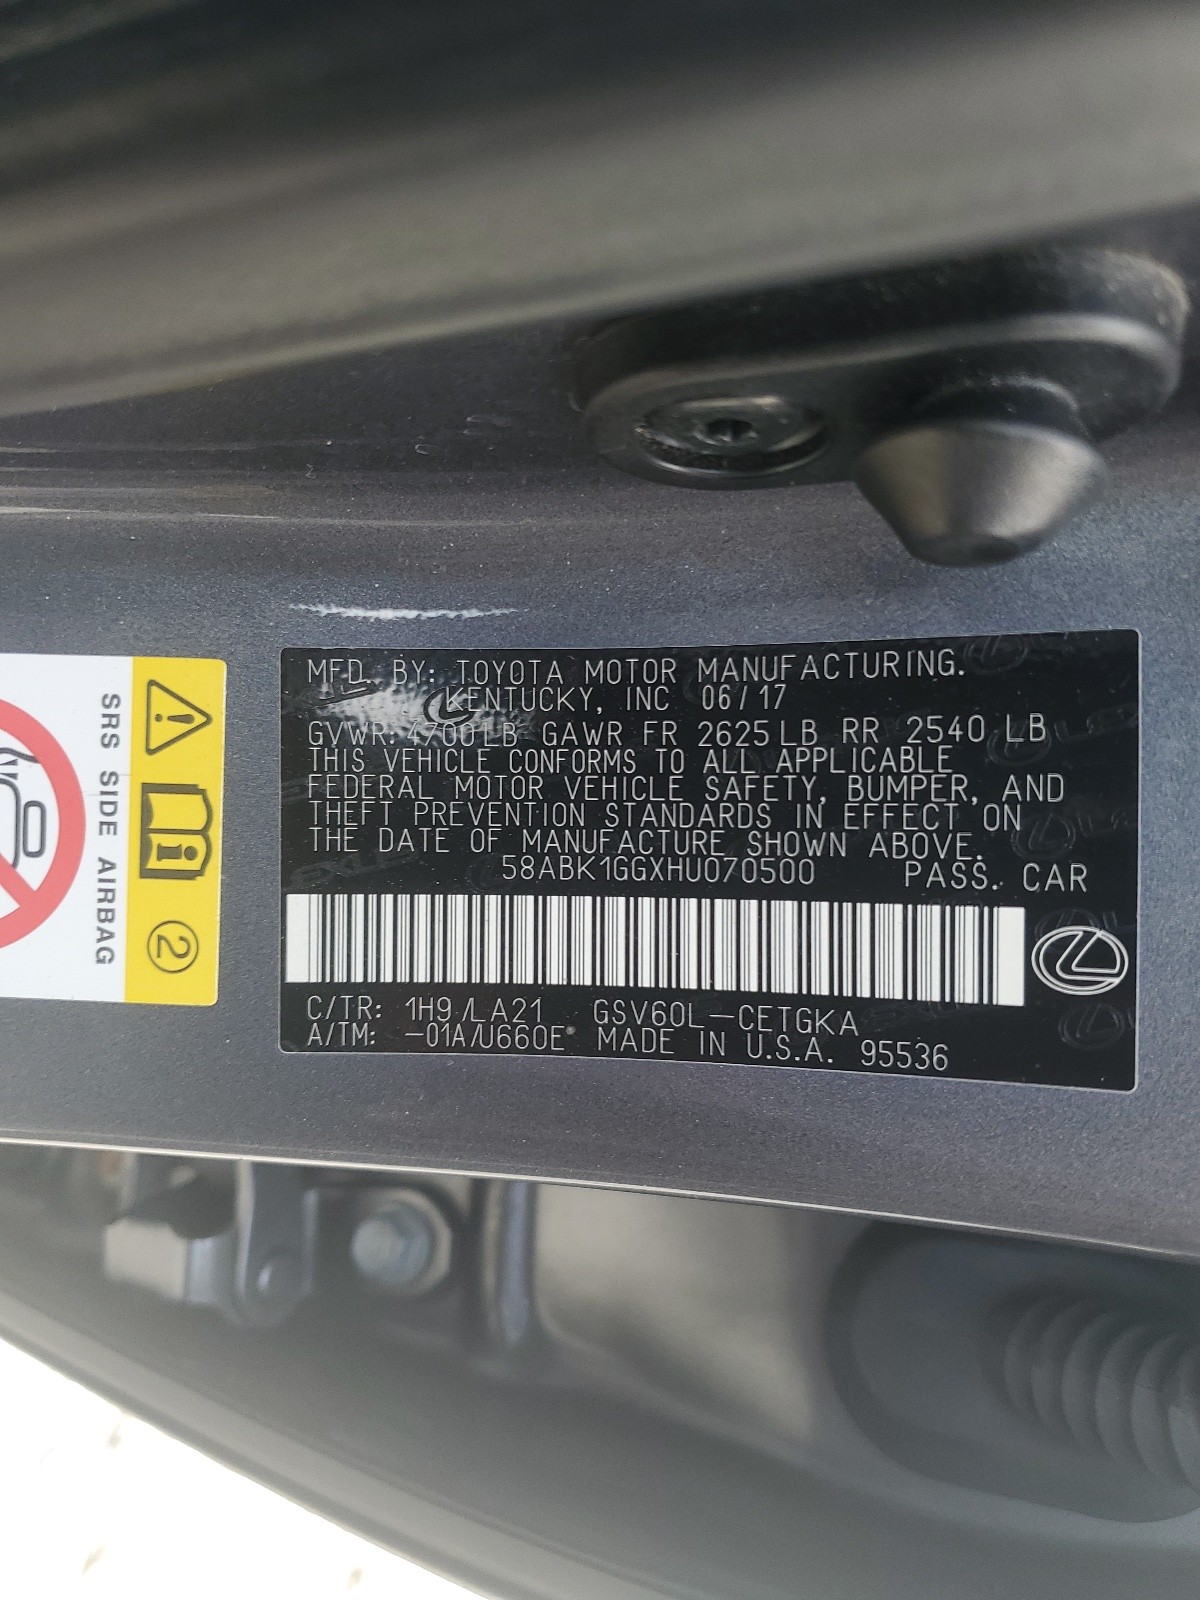 MFD. BY: TOYOTA MOTOR MANUFACTURING.
KENTUCKY, INC 06/17
GVWR: 4700LB GAWR FR 2625LB RR 2540 LB
THIS VEHICLE CONFORMS TO ALL APPLICABLE
FEDERAL MOTOR VEHICLE SAFETY, BUMPER, AND
THEFT PREVENTION STANDARDS IN EFFECT ON
THE DATE OF MANUFACTURE SHOWN ABOVE.
58ABK1GGXHU070500 PASS. CAR
C/TR: 1H9/LA21 GSV60L-CETGKA
A/TM: -01A/U660E MADE IN U.S.A. 95536
SRS SIDE AIRBAG
2